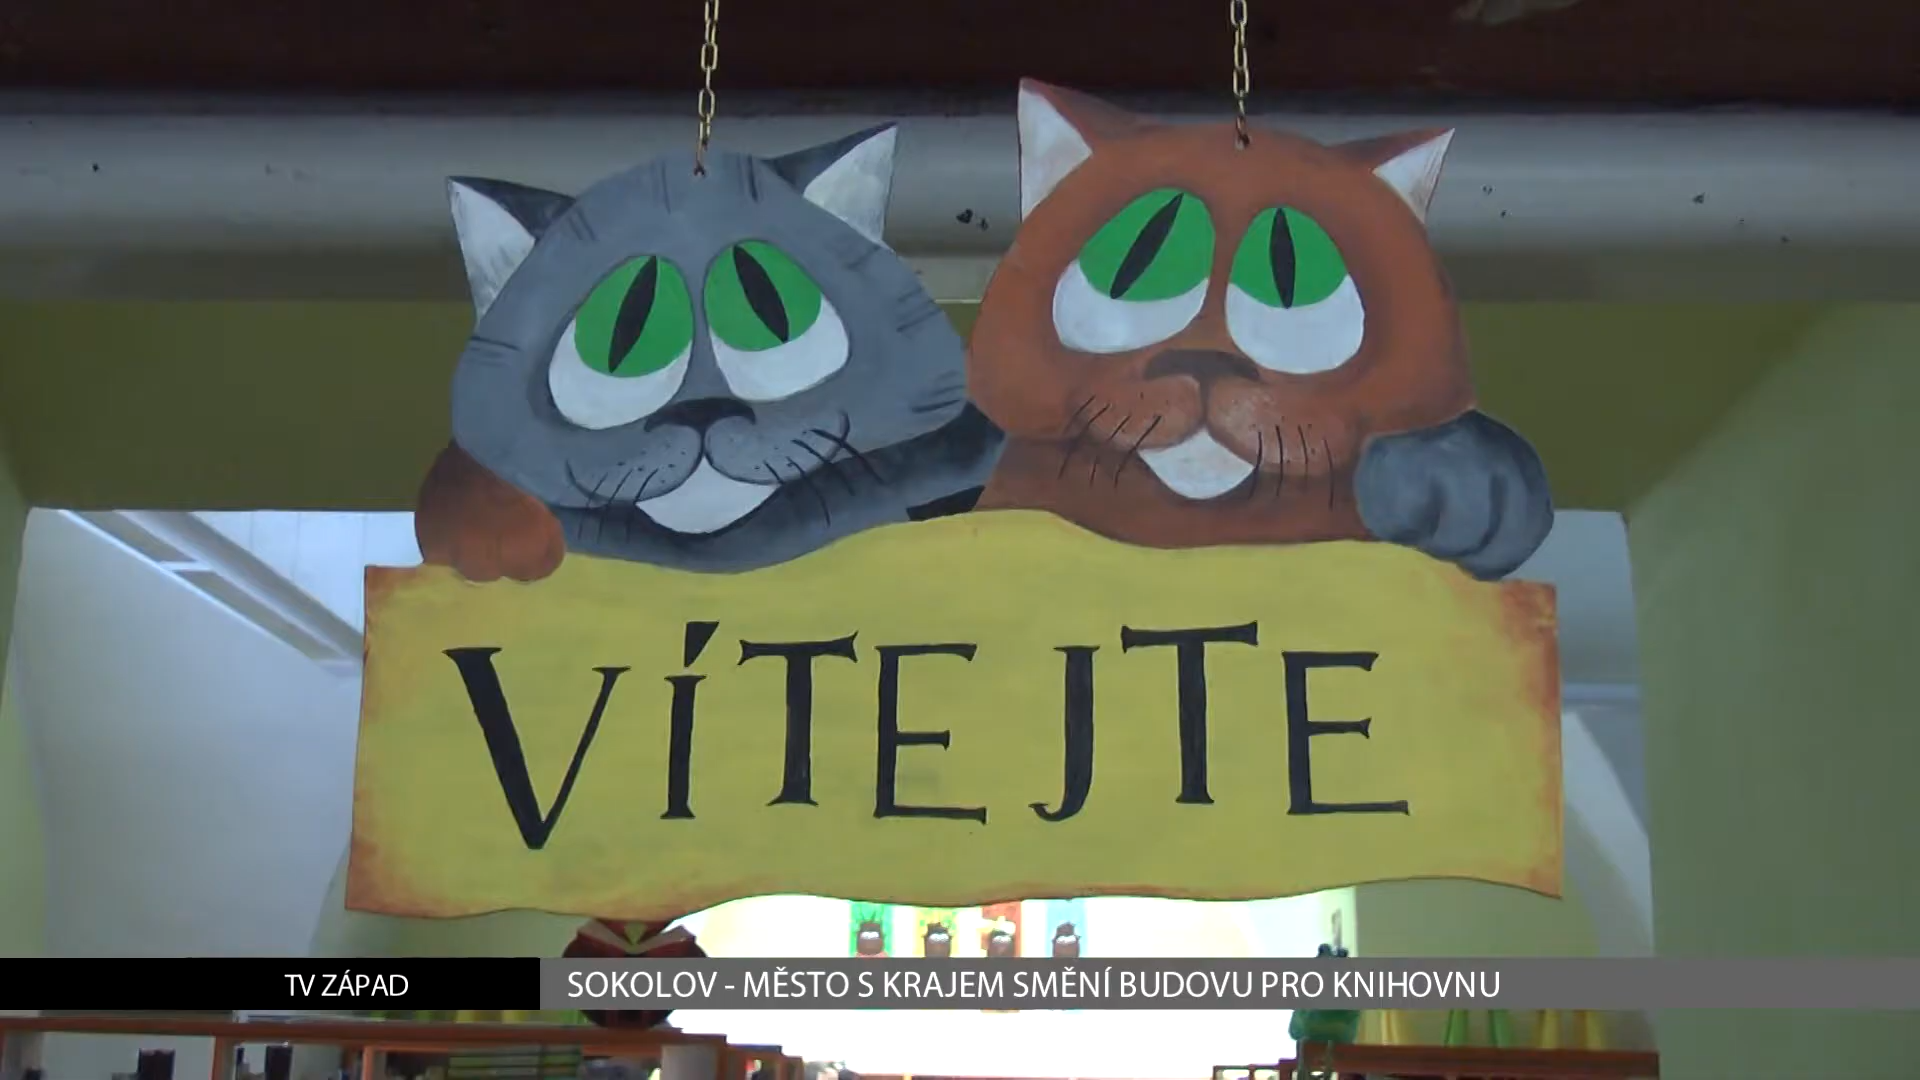 VÍTEJTE
TV ZÁPAD
SOKOLOV - MĚSTO S KRAJEM SMĚNÍ BUDOVU PRO KNIHOVNU